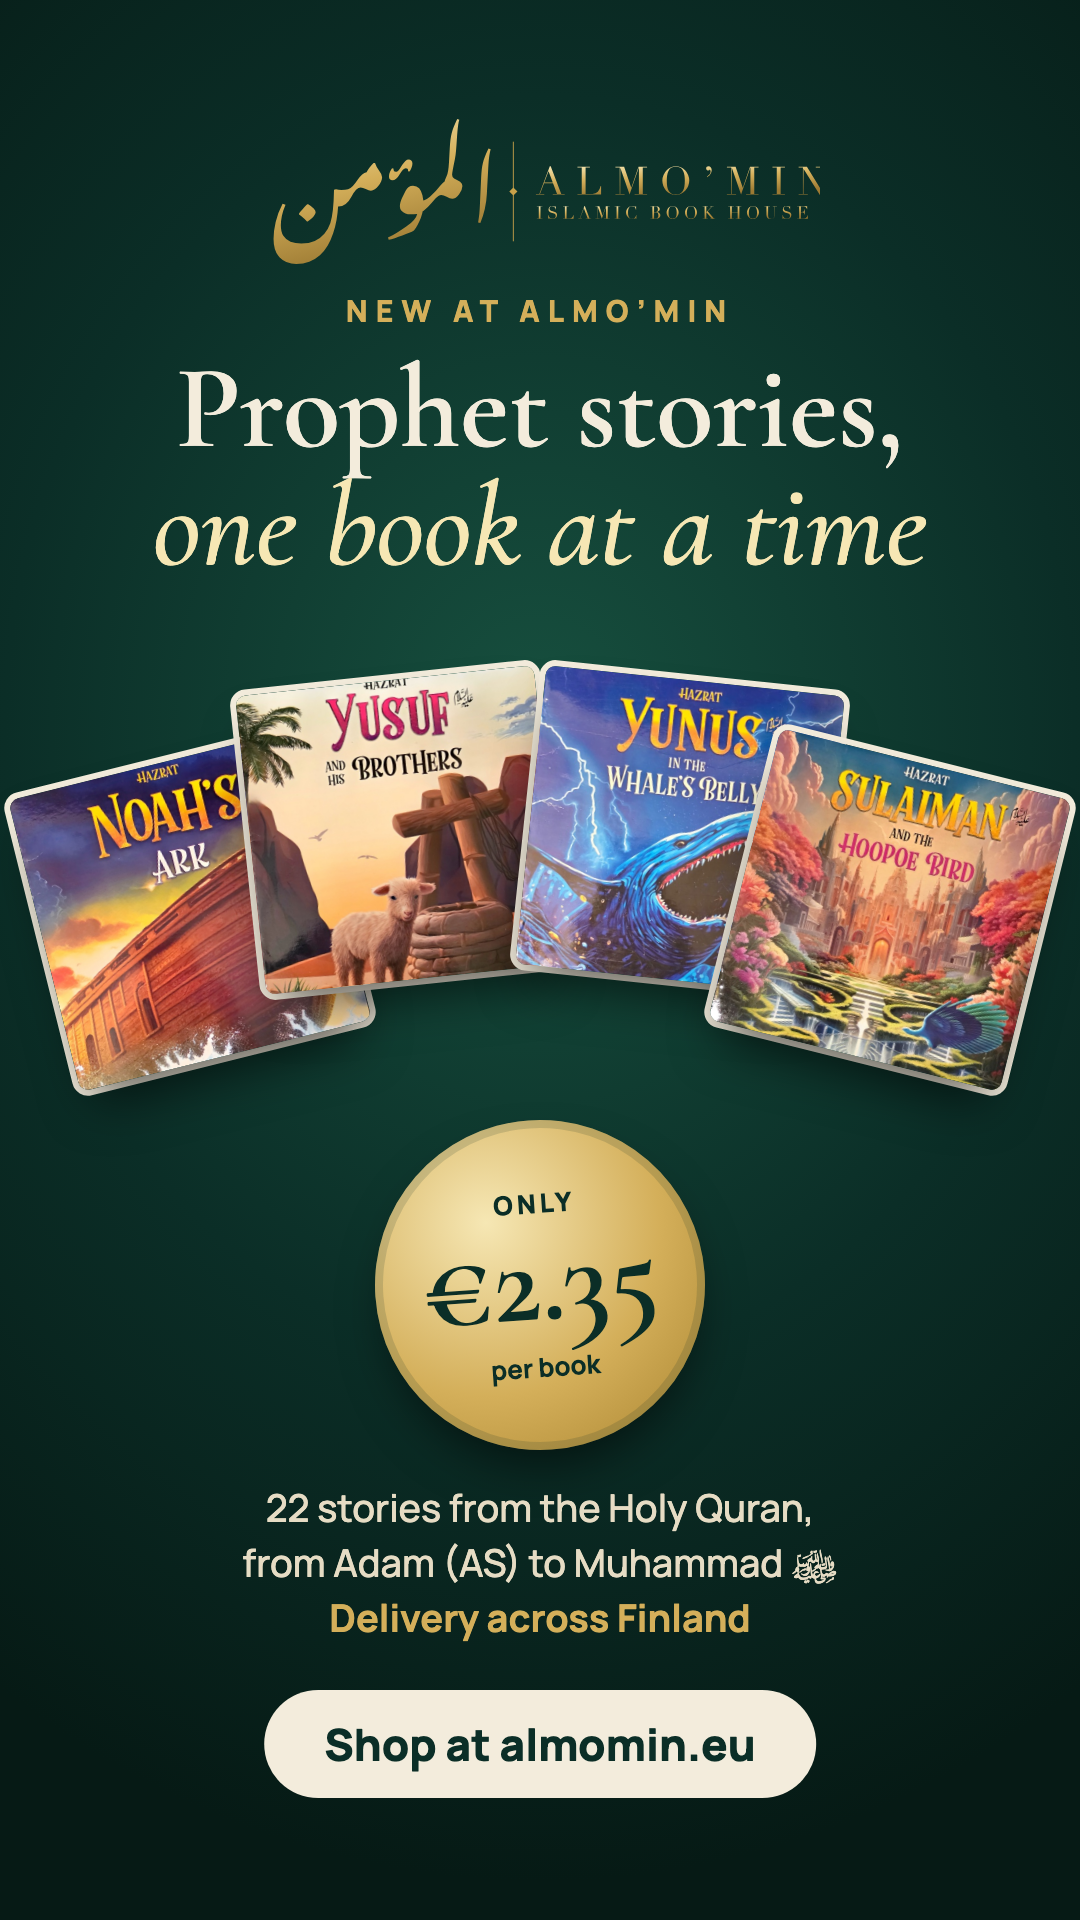 المؤمن
ALMO’MIN
ISLAMIC BOOK HOUSE
NEW AT ALMO’MIN
Prophet stories,
one book at a time
HAZRAT
NOAH'S
ARK
HAZRAT
YUSUF
AND HIS BROTHERS
HAZRAT
YUNUS
IN THE
WHALE'S BELLY
HAZRAT
SULAIMAN
AND THE
HOOPOE BIRD
ONLY
€2.35
per book
22 stories from the Holy Quran,
from Adam (AS) to Muhammad ﷺ
Delivery across Finland
Shop at almomin.eu